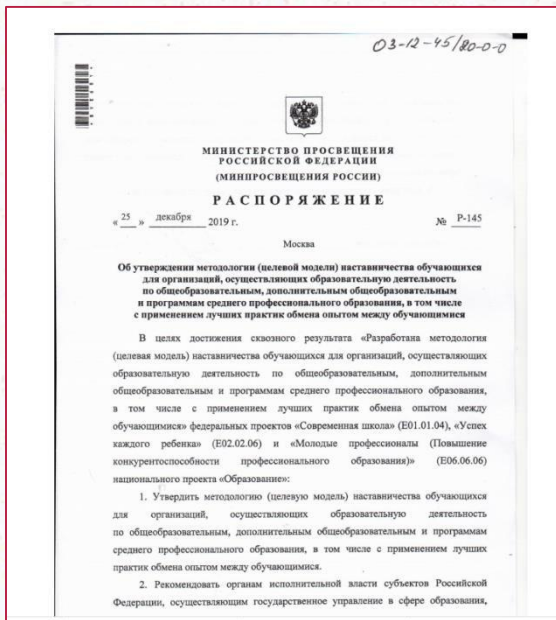 03-12-45/80-0-0
МИНИСТЕРСТВО ПРОСВЕЩЕНИЯ
РОССИЙСКОЙ ФЕДЕРАЦИИ
(МИНПРОСВЕЩЕНИЯ РОССИИ)
РАСПОРЯЖЕНИЕ
« 25 » декабря 2019 г. № Р-145
Москва
Об утверждении методологии (целевой модели) наставничества обучающихся
для организаций, осуществляющих образовательную деятельность
по общеобразовательным, дополнительным общеобразовательным
и программам среднего профессионального образования, в том числе
с применением лучших практик обмена опытом между обучающимися
В целях достижения сквозного результата «Разработана методология
(целевая модель) наставничества обучающихся для организаций, осуществляющих
образовательную деятельность по общеобразовательным, дополнительным
общеобразовательным и программам среднего профессионального образования,
в том числе с применением лучших практик обмена опытом между
обучающимися» федеральных проектов «Современная школа» (Е01.01.04), «Успех
каждого ребенка» (Е02.02.06) и «Молодые профессионалы (Повышение
конкурентоспособности профессионального образования)» (Е06.06.06)
национального проекта «Образование»:
1. Утвердить методологию (целевую модель) наставничества обучающихся
для организаций, осуществляющих образовательную деятельность
по общеобразовательным, дополнительным общеобразовательным и программам
среднего профессионального образования, в том числе с применением лучших
практик обмена опытом между обучающимися.
2. Рекомендовать органам исполнительной власти субъектов Российской
Федерации, осуществляющим государственное управление в сфере образования,